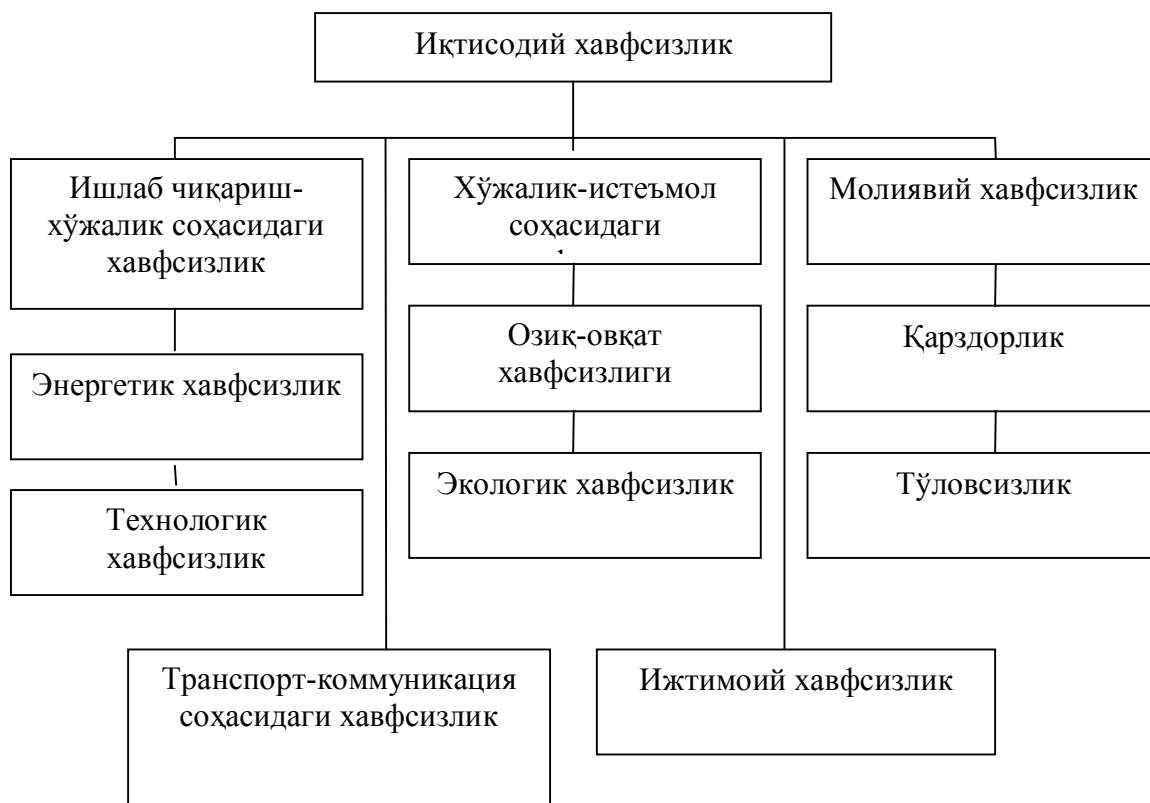 Иқтисодий хавфсизлик
Ишлаб чиқариш-
хўжалик соҳасидаги
хавфсизлик
Хўжалик-истеъмол
соҳасидаги
Молиявий хавфсизлик
Энергетик хавфсизлик
Озиқ-овқат
хавфсизлиги
Қарздорлик
Технологик
хавфсизлик
Экологик хавфсизлик
Тўловсизлик
Транспорт-коммуникация
соҳасидаги хавфсизлик
Ижтимоий хавфсизлик